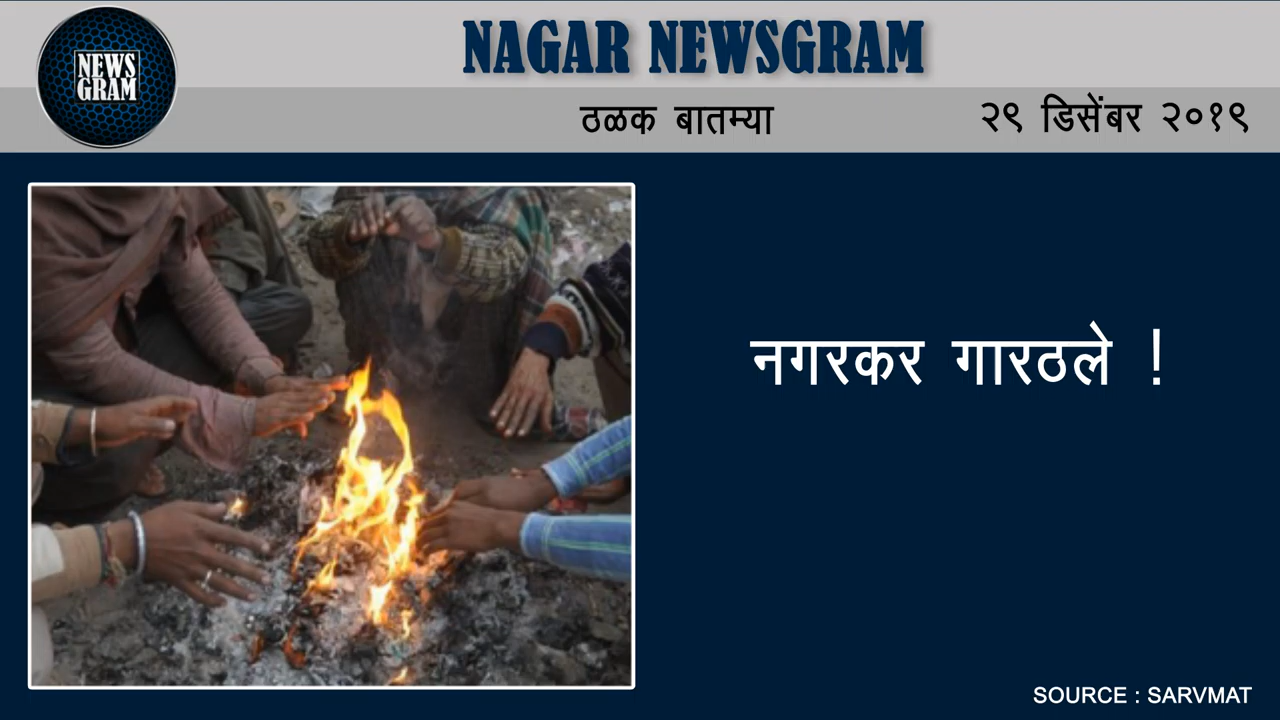 NEWS
GRAM
NAGAR NEWSGRAM
ठळक बातम्या
२९ डिसेंबर २०१९
नगरकर गारठले !
SOURCE : SARVMAT